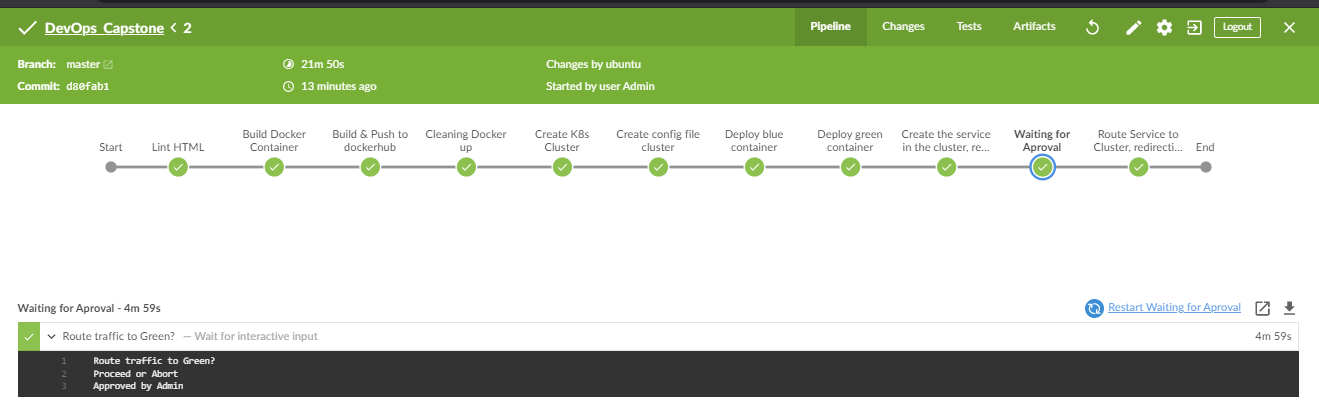 DevOps_Capstone < 2
Pipeline Changes Tests Artifacts Logout
Branch: master 21m 50s Changes by ubuntu
Commit: d80fab1 13 minutes ago Started by user Admin
Start
Lint HTML
Build Docker
Container
Build & Push to
dockerhub
Cleaning Docker
up
Create K8s
Cluster
Create config file
cluster
Deploy blue
container
Deploy green
container
Create the service
in the cluster, re...
Waiting for
Aproval
Route Service to
Cluster, redirecti...
End
Waiting for Aproval - 4m 59s
Restart Waiting for Aproval
Route traffic to Green? — Wait for interactive input 4m 59s
1 Route traffic to Green?
2 Proceed or Abort
3 Approved by Admin